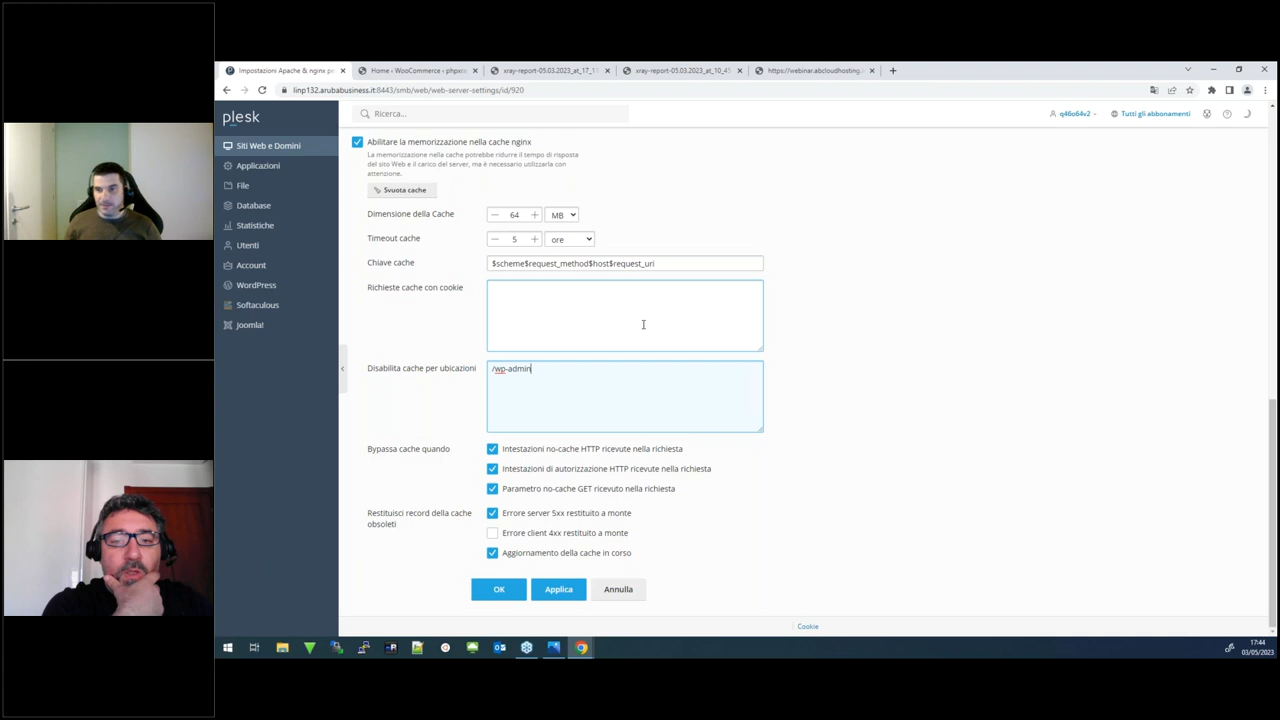 Impostazioni Apache & nginx p
Home ‹ WooCommerce ‹ phpx
xray-report-05.03.2023_at_17_11
xray-report-05.03.2023_at_10_45
https://webinar.abcloudhosting.
linp132.arubabusiness.it:8443/smb/web/web-server-settings/id/920
plesk
Ricerca...
q46o64v2
Tutti gli abbonamenti
Siti Web e Domini
Applicazioni
File
Database
Statistiche
Utenti
Account
WordPress
Softaculous
Joomla!
Abilitare la memorizzazione nella cache nginx
La memorizzazione nella cache potrebbe ridurre il tempo di risposta
del sito Web e il carico del server, ma è necessario utilizzarla con
attenzione.
Svuota cache
Dimensione della Cache 64 MB
Timeout cache 5 ore
Chiave cache $scheme$request_method$host$request_uri
Richieste cache con cookie
Disabilita cache per ubicazioni /wp-admin
Bypassa cache quando Intestazioni no-cache HTTP ricevute nella richiesta
Intestazioni di autorizzazione HTTP ricevute nella richiesta
Parametro no-cache GET ricevuto nella richiesta
Restituisci record della cache Errore server 5xx restituito a monte
obsoleti
Errore client 4xx restituito a monte
Aggiornamento della cache in corso
OK Applica Annulla
Cookie
17:44
03/05/2023